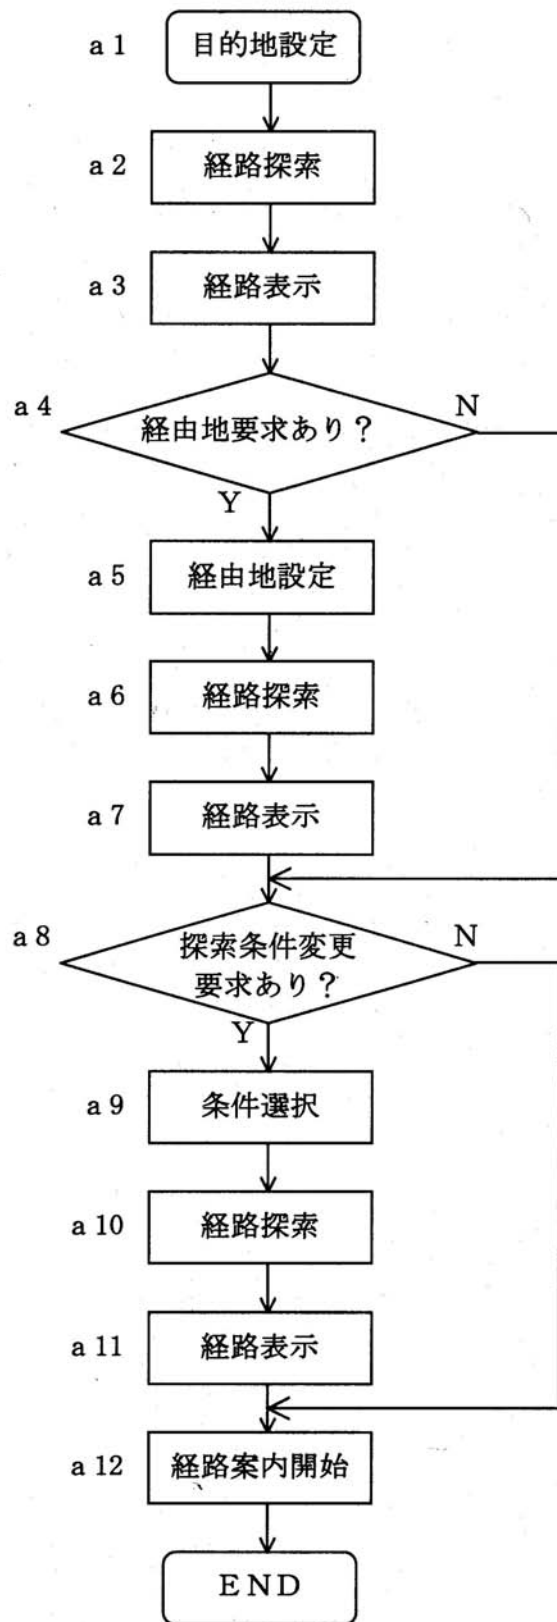 a 1 目的地設定
a 2 経路探索
a 3 経路表示
a 4 経由地要求あり？ N
Y
a 5 経由地設定
a 6 経路探索
a 7 経路表示
a 8 探索条件変更 N
要求あり？
Y
a 9 条件選択
a 10 経路探索
a 11 経路表示
a 12 経路案内開始
END